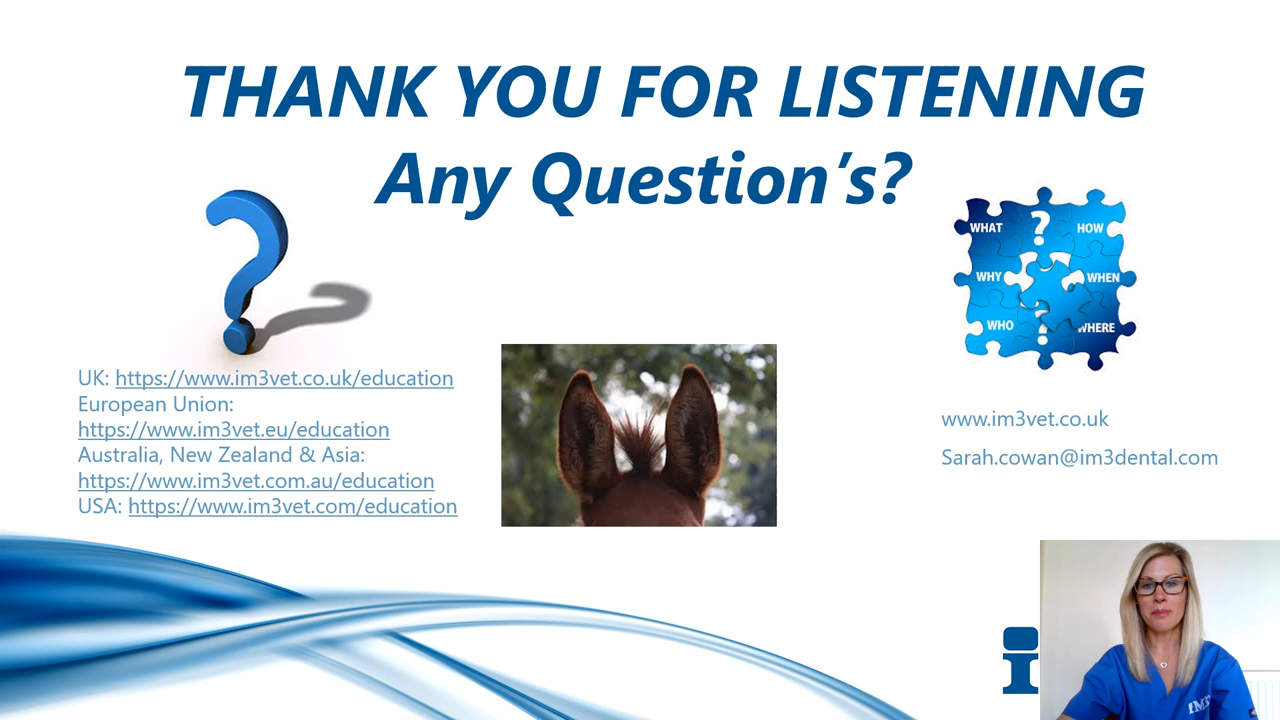 THANK YOU FOR LISTENING
Any Question's?
WHAT
?
HOW
WHY
WHEN
WHO
?
WHERE
UK: https://www.im3vet.co.uk/education
European Union:
https://www.im3vet.eu/education
Australia, New Zealand & Asia:
https://www.im3vet.com.au/education
USA: https://www.im3vet.com/education
www.im3vet.co.uk
Sarah.cowan@im3dental.com
i